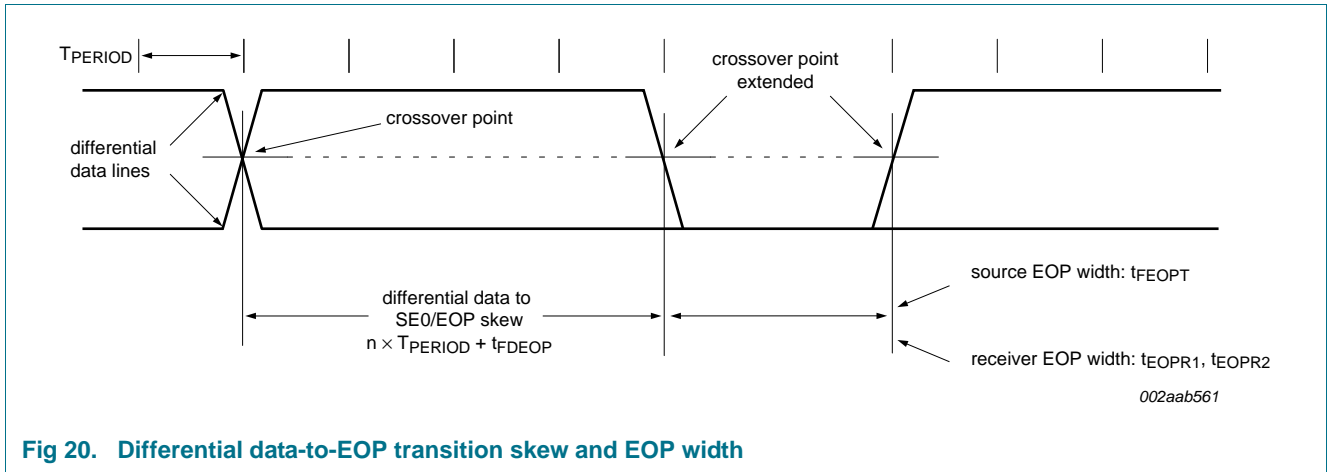 TPERIOD
crossover point
extended
crossover point
differential
data lines
source EOP width: tFEOPT
differential data to
SE0/EOP skew
n × TPERIOD + tFDEOP
receiver EOP width: tEOPR1, tEOPR2
002aab561
Fig 20. Differential data-to-EOP transition skew and EOP width